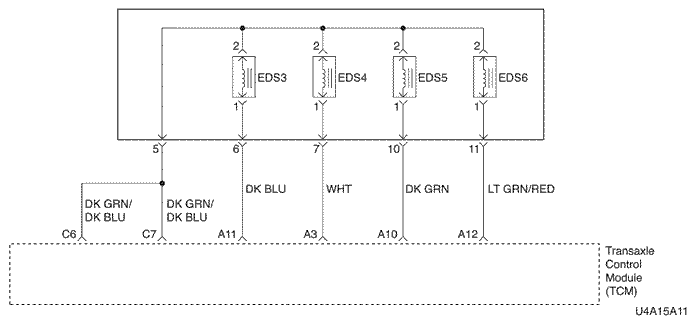 2 2 2 2
EDS3 EDS4 EDS5 EDS6
1 1 1 1
5 6 7 10 11
DK BLU WHT DK GRN LT GRN/RED
DK GRN/
DK BLU
DK GRN/
DK BLU
C6 C7 A11 A3 A10 A12
Transaxle
Control
Module
(TCM)
U4A15A11